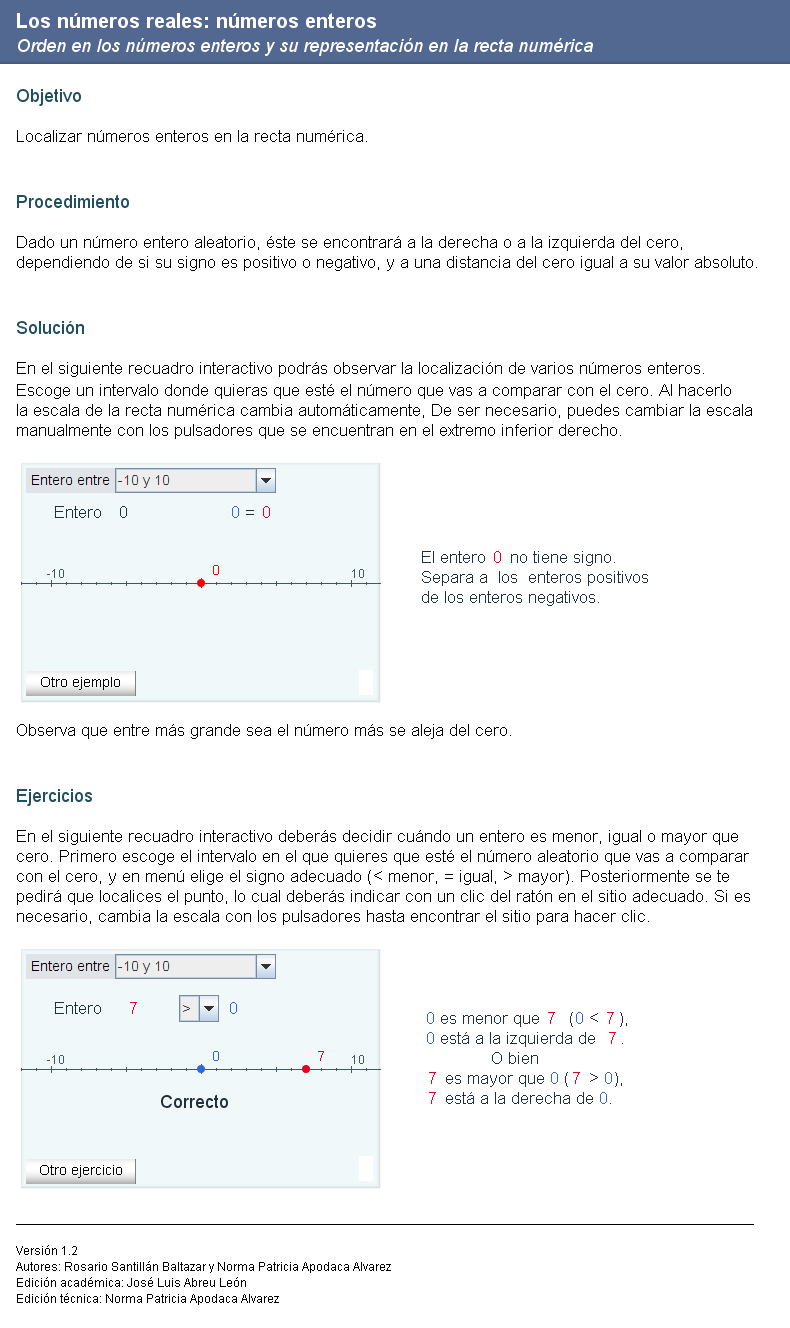 Los números reales: números enteros
Orden en los números enteros y su representación en la recta numérica
Objetivo
Localizar números enteros en la recta numérica.
Procedimiento
Dado un número entero aleatorio, éste se encontrará a la derecha o a la izquierda del cero,
dependiendo de si su signo es positivo o negativo, y a una distancia del cero igual a su valor absoluto.
Solución
En el siguiente recuadro interactivo podrás observar la localización de varios números enteros.
Escoge un intervalo donde quieras que esté el número que vas a comparar con el cero. Al hacerlo
la escala de la recta numérica cambia automáticamente, De ser necesario, puedes cambiar la escala
manualmente con los pulsadores que se encuentran en el extremo inferior derecho.
Entero entre -10 y 10
Entero 0 0 = 0
0
-10 10
Otro ejemplo
El entero 0 no tiene signo.
Separa a los enteros positivos
de los enteros negativos.
Observa que entre más grande sea el número más se aleja del cero.
Ejercicios
En el siguiente recuadro interactivo deberás decidir cuándo un entero es menor, igual o mayor que
cero. Primero escoge el intervalo en el que quieres que esté el número aleatorio que vas a comparar
con el cero, y en menú elige el signo adecuado (< menor, = igual, > mayor). Posteriormente se te
pedirá que localices el punto, lo cual deberás indicar con un clic del ratón en el sitio adecuado. Si es
necesario, cambia la escala con los pulsadores hasta encontrar el sitio para hacer clic.
Entero entre -10 y 10
Entero 7 > 0
-10 0 7 10
Correcto
Otro ejercicio
0 es menor que 7 (0 < 7),
0 está a la izquierda de 7.
O bien
7 es mayor que 0 (7 > 0),
7 está a la derecha de 0.
Versión 1.2
Autores: Rosario Santillán Baltazar y Norma Patricia Apodaca Alvarez
Edición académica: José Luis Abreu León
Edición técnica: Norma Patricia Apodaca Alvarez